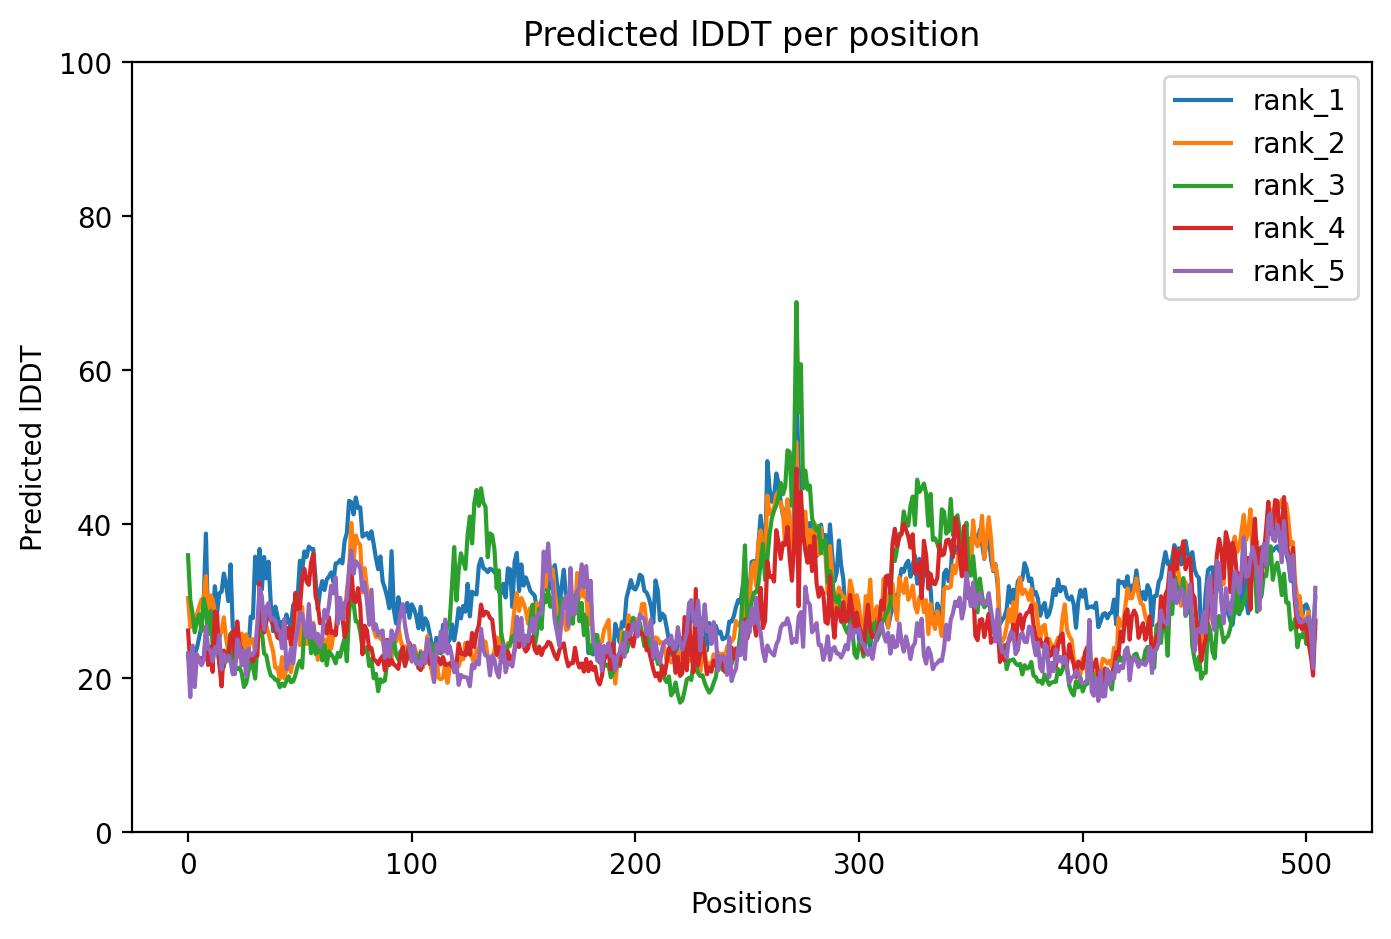 Predicted lDDT per position
100
80
60
40
20
0
Predicted lDDT
0 100 200 300 400 500
Positions
rank_1
rank_2
rank_3
rank_4
rank_5